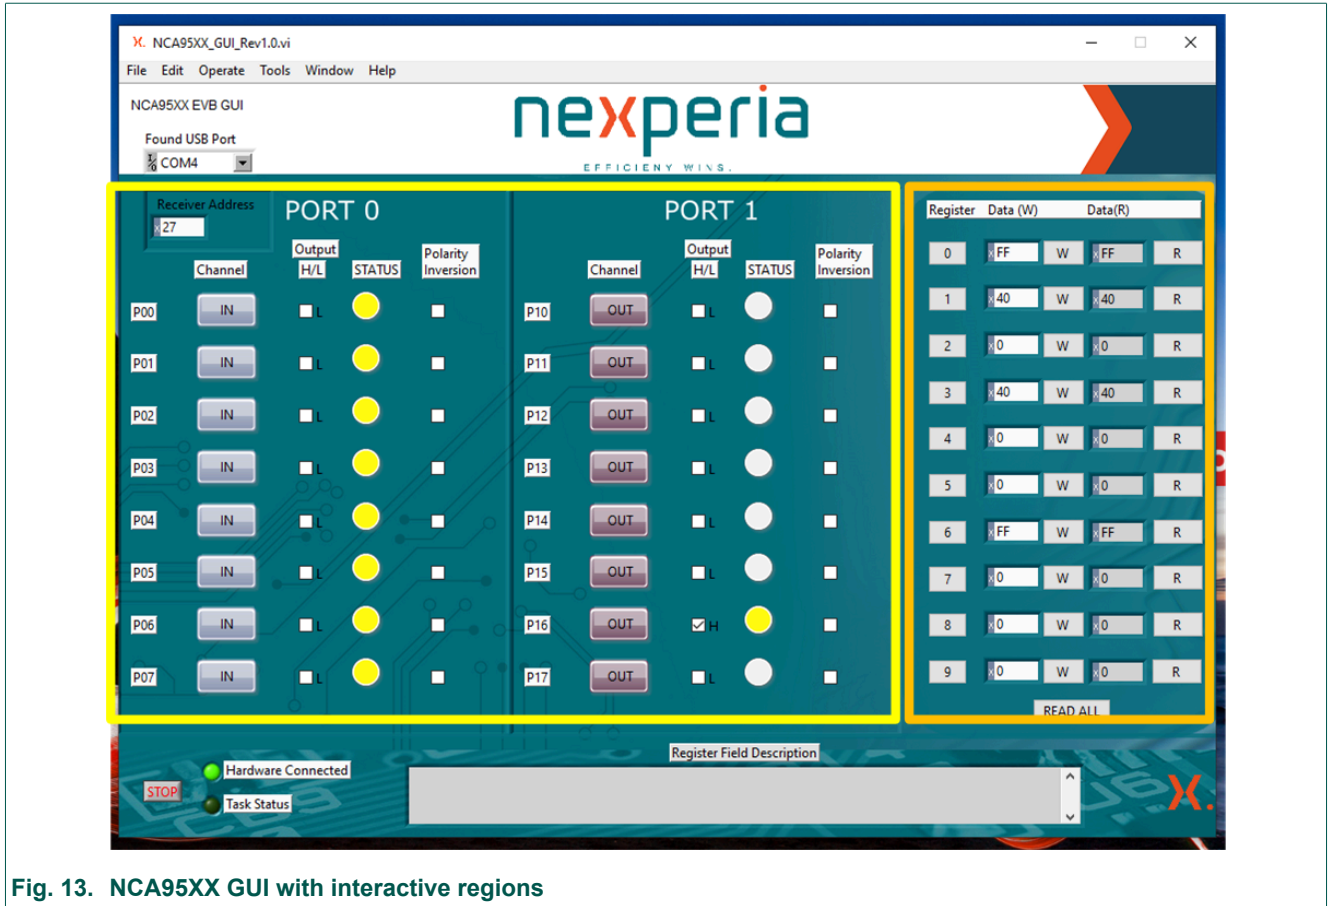 NCA95XX_GUI_Rev1.0.vi
File Edit Operate Tools Window Help
NCA95XX EVB GUI
nexperia
EFFICIENY WINS.
Found USB Port
I/O COM4
Receiver Address
x 27
PORT 0
Channel Output H/L STATUS Polarity Inversion
P00 IN L
P01 IN L
P02 IN L
P03 IN L
P04 IN L
P05 IN L
P06 IN L
P07 IN L
PORT 1
Channel Output H/L STATUS Polarity Inversion
P10 OUT L
P11 OUT L
P12 OUT L
P13 OUT L
P14 OUT L
P15 OUT L
P16 OUT H
P17 OUT L
Register Data (W) Data(R)
0 x FF W x FF R
1 x 40 W x 40 R
2 x 0 W x 0 R
3 x 40 W x 40 R
4 x 0 W x 0 R
5 x 0 W x 0 R
6 x FF W x FF R
7 x 0 W x 0 R
8 x 0 W x 0 R
9 x 0 W x 0 R
READ ALL
Register Field Description
STOP
Hardware Connected
Task Status
Fig. 13. NCA95XX GUI with interactive regions